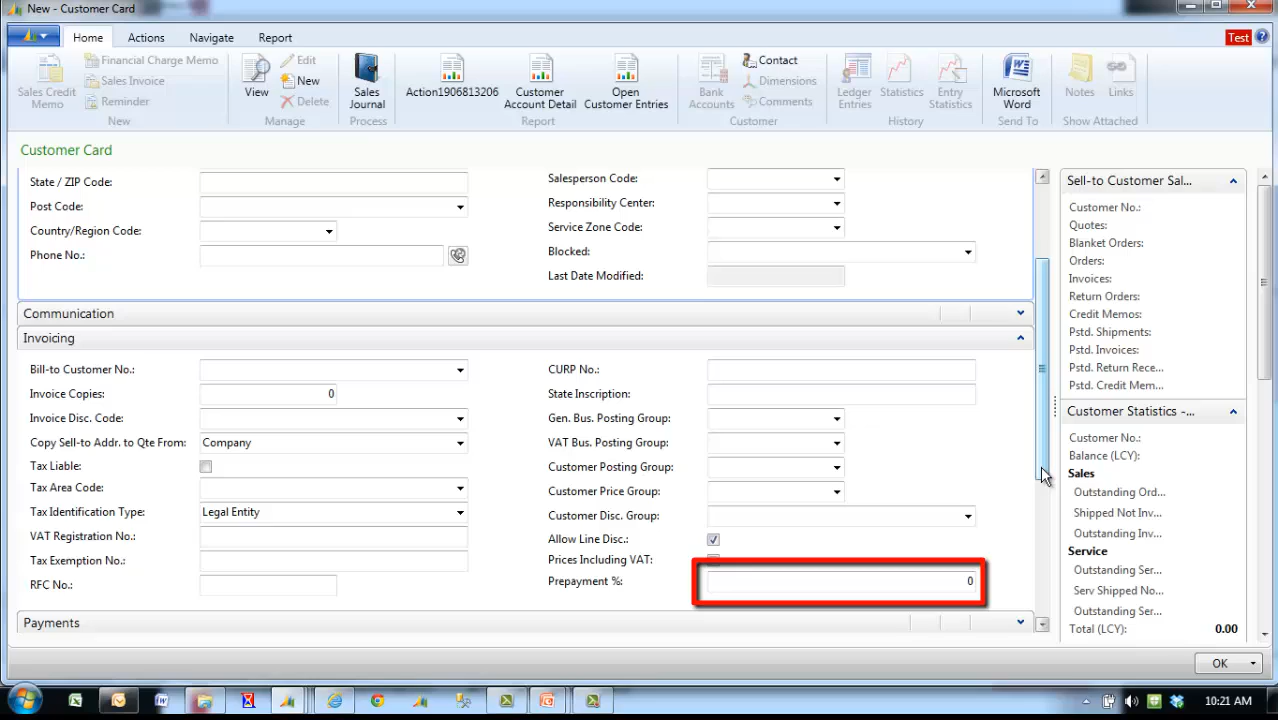 New - Customer Card
Home Actions Navigate Report Test
Sales Credit Memo
Financial Charge Memo
Sales Invoice
Reminder
New
View
Edit
New
Delete
Manage
Sales Journal
Process
Action1906813206
Customer Account Detail
Open Customer Entries
Report
Bank Accounts
Contact
Dimensions
Comments
Customer
Ledger Entries
Statistics
Entry Statistics
History
Microsoft Word
Send To
Notes
Links
Show Attached
Customer Card
State / ZIP Code:
Post Code:
Country/Region Code:
Phone No.:
Salesperson Code:
Responsibility Center:
Service Zone Code:
Blocked:
Last Date Modified:
Communication
Invoicing
Bill-to Customer No.:
Invoice Copies: 0
Invoice Disc. Code:
Copy Sell-to Addr. to Qte From: Company
Tax Liable:
Tax Area Code:
Tax Identification Type: Legal Entity
VAT Registration No.:
Tax Exemption No.:
RFC No.:
CURP No.:
State Inscription:
Gen. Bus. Posting Group:
VAT Bus. Posting Group:
Customer Posting Group:
Customer Price Group:
Customer Disc. Group:
Allow Line Disc.:
Prices Including VAT:
Prepayment %: 0
Payments
Sell-to Customer Sal...
Customer No.:
Quotes:
Blanket Orders:
Orders:
Invoices:
Return Orders:
Credit Memos:
Pstd. Shipments:
Pstd. Invoices:
Pstd. Return Rece...
Pstd. Credit Mem...
Customer Statistics -...
Customer No.:
Balance (LCY):
Sales
Outstanding Ord...
Shipped Not Inv...
Outstanding Inv...
Service
Outstanding Ser...
Serv Shipped No...
Outstanding Ser...
Total (LCY): 0.00
OK
10:21 AM